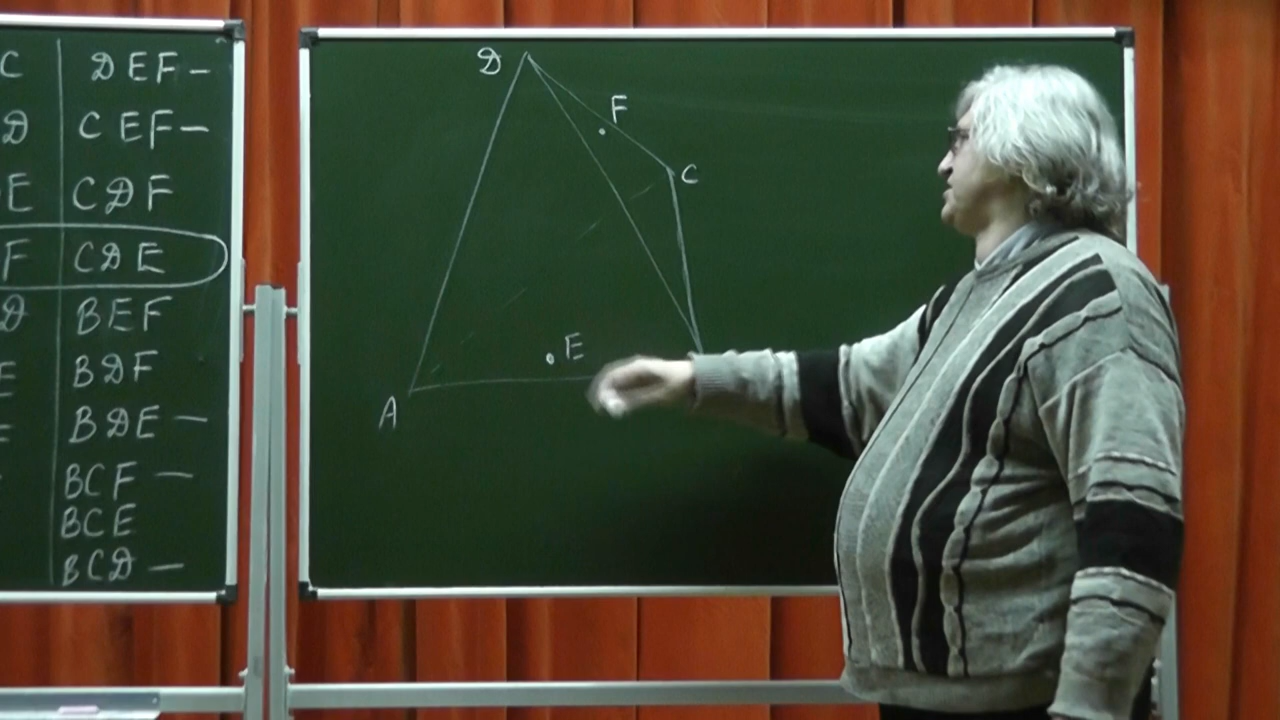 C DEF –
D CEF –
E CDF
F CDE
D BEF
E BDF
BDE –
BCF –
BCE
BCD –
D
F
C
E
A